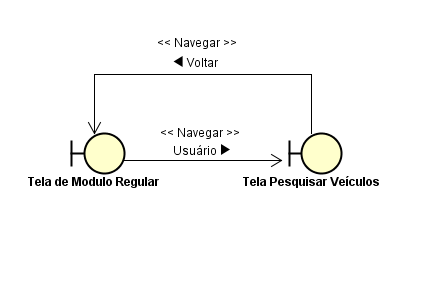 << Navegar >>
◀ Voltar
<< Navegar >>
Usuário ▶
Tela de Modulo Regular
Tela Pesquisar Veículos